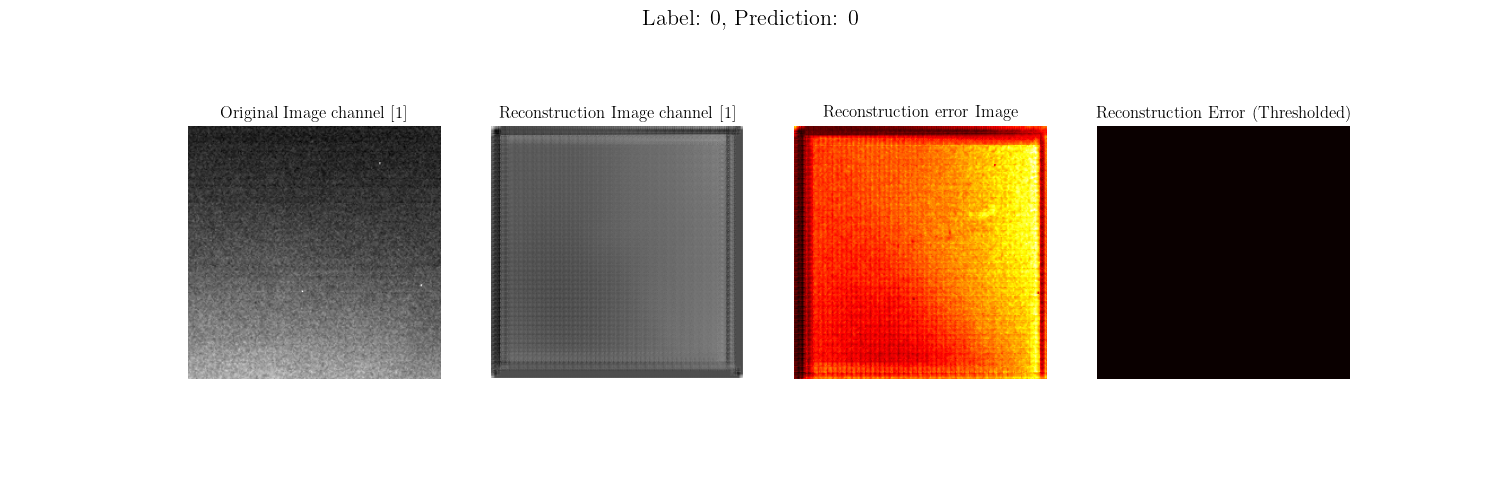 Label: 0, Prediction: 0
Original Image channel [1]
Reconstruction Image channel [1]
Reconstruction error Image
Reconstruction Error (Thresholded)